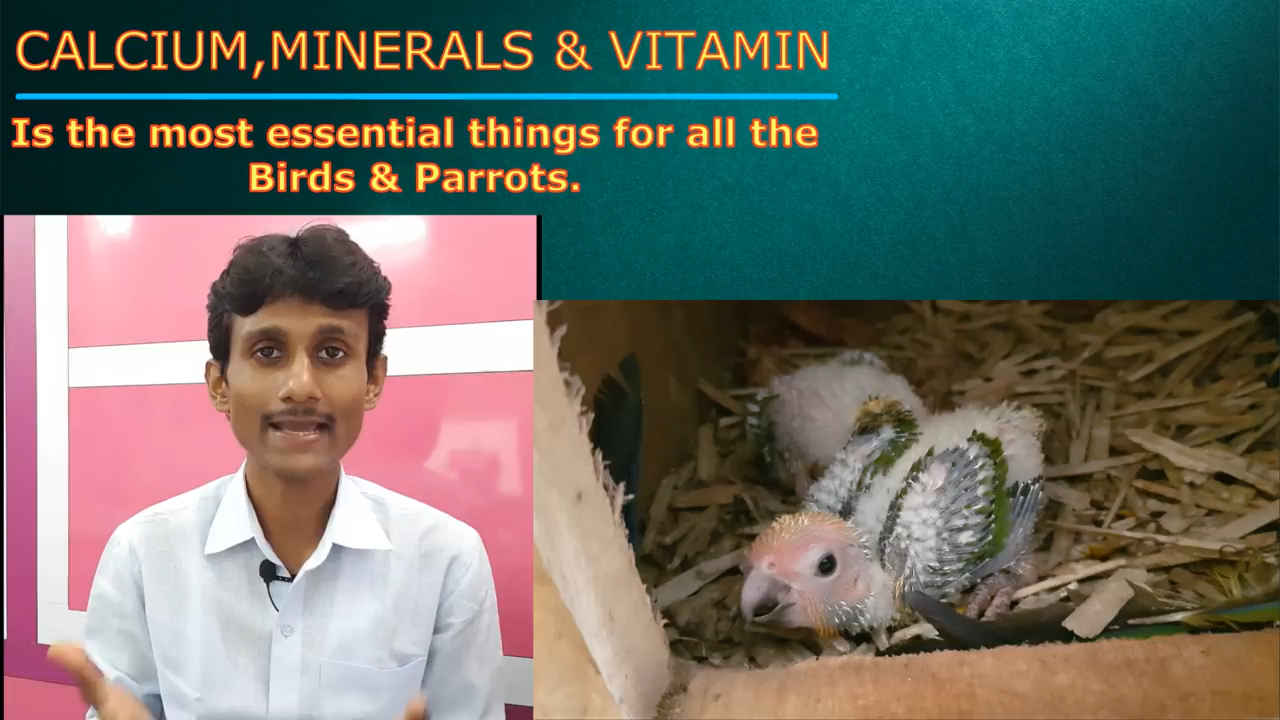 CALCIUM,MINERALS & VITAMIN
Is the most essential things for all the
Birds & Parrots.